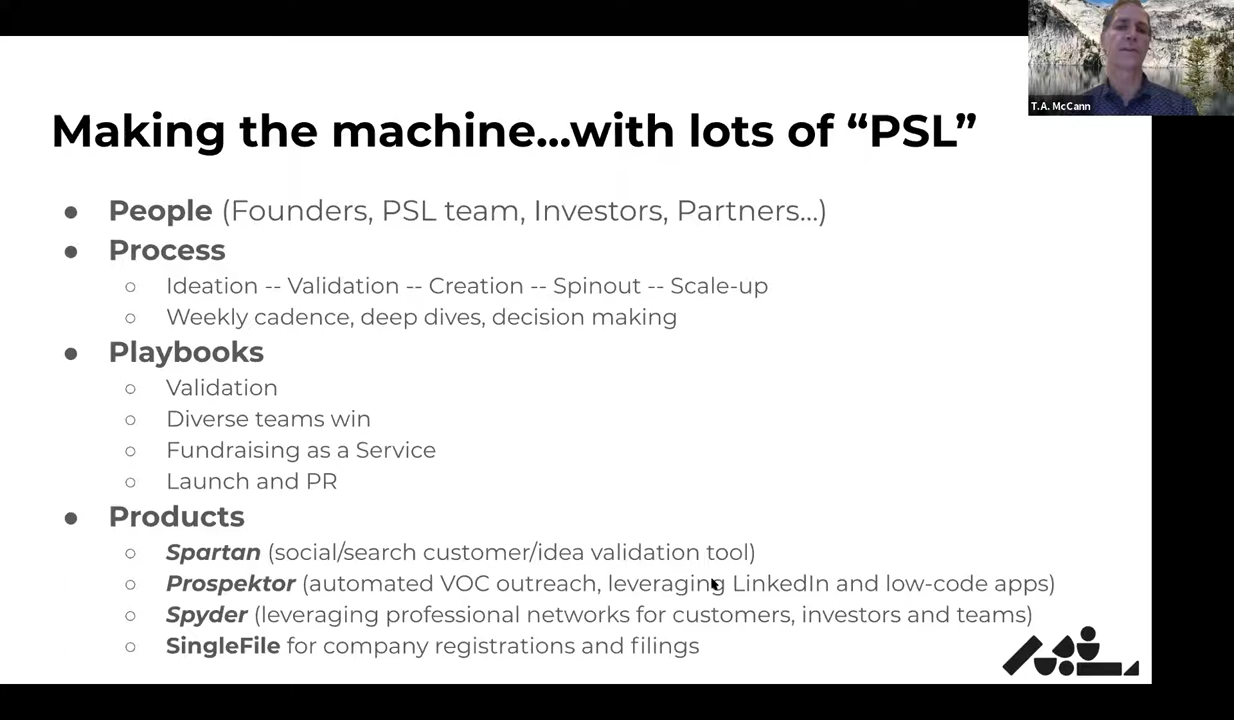 T.A. McCann
Making the machine...with lots of “PSL”
● People (Founders, PSL team, Investors, Partners...)
● Process
○ Ideation -- Validation -- Creation -- Spinout -- Scale-up
○ Weekly cadence, deep dives, decision making
● Playbooks
○ Validation
○ Diverse teams win
○ Fundraising as a Service
○ Launch and PR
● Products
○ Spartan (social/search customer/idea validation tool)
○ Prospektor (automated VOC outreach, leveraging LinkedIn and low-code apps)
○ Spyder (leveraging professional networks for customers, investors and teams)
○ SingleFile for company registrations and filings